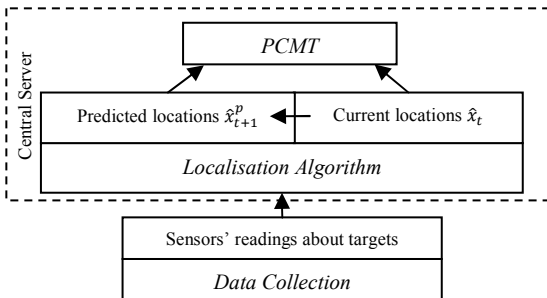 Central Server
PCMT
Predicted locations x̂ᵖₜ₊₁
Current locations x̂ₜ
Localisation Algorithm
Sensors’ readings about targets
Data Collection